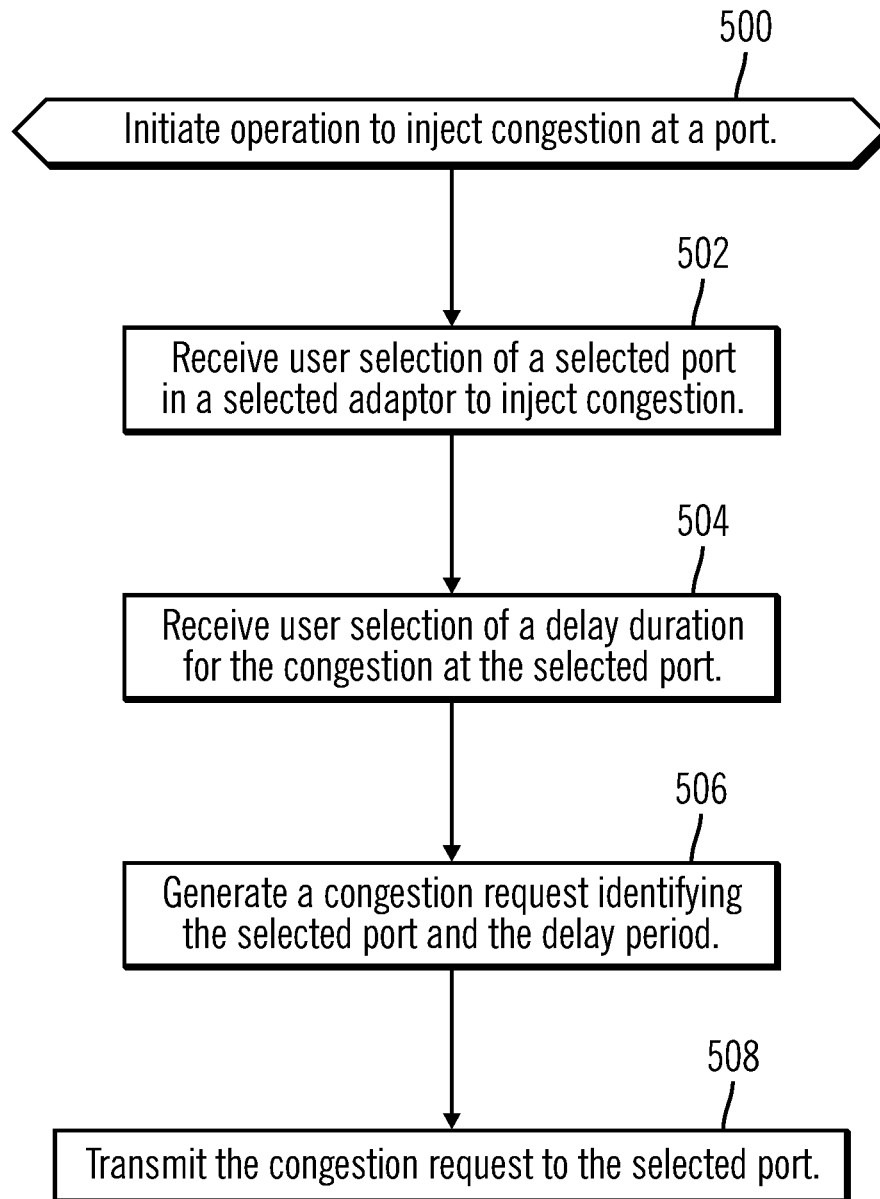 500
Initiate operation to inject congestion at a port.
502
Receive user selection of a selected port
in a selected adaptor to inject congestion.
504
Receive user selection of a delay duration
for the congestion at the selected port.
506
Generate a congestion request identifying
the selected port and the delay period.
508
Transmit the congestion request to the selected port.